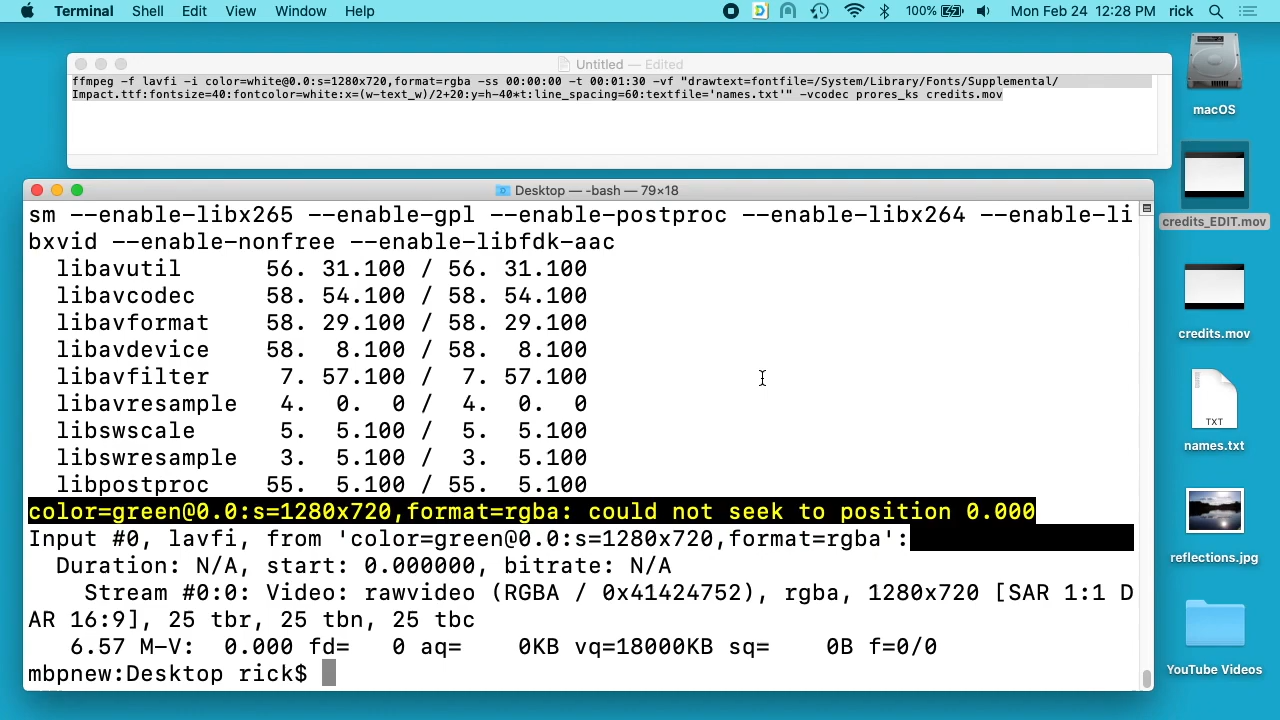 Terminal Shell Edit View Window Help 100% Mon Feb 24 12:28 PM rick
Untitled — Edited
ffmpeg -f lavfi -i color=white@0.0:s=1280x720,format=rgba -ss 00:00:00 -t 00:01:30 -vf "drawtext=fontfile=/System/Library/Fonts/Supplemental/
Impact.ttf:fontsize=40:fontcolor=white:x=(w-text_w)/2+20:y=h-40*t:line_spacing=60:textfile='names.txt'" -vcodec prores_ks credits.mov
Desktop — -bash — 79×18
sm --enable-libx265 --enable-gpl --enable-postproc --enable-libx264 --enable-li
bxvid --enable-nonfree --enable-libfdk-aac
libavutil 56. 31.100 / 56. 31.100
libavcodec 58. 54.100 / 58. 54.100
libavformat 58. 29.100 / 58. 29.100
libavdevice 58. 8.100 / 58. 8.100
libavfilter 7. 57.100 / 7. 57.100
libavresample 4. 0. 0 / 4. 0. 0
libswscale 5. 5.100 / 5. 5.100
libswresample 3. 5.100 / 3. 5.100
libpostproc 55. 5.100 / 55. 5.100
color=green@0.0:s=1280x720,format=rgba: could not seek to position 0.000
Input #0, lavfi, from 'color=green@0.0:s=1280x720,format=rgba':
Duration: N/A, start: 0.000000, bitrate: N/A
Stream #0:0: Video: rawvideo (RGBA / 0x41424752), rgba, 1280x720 [SAR 1:1 D
AR 16:9], 25 tbr, 25 tbn, 25 tbc
6.57 M-V: 0.000 fd= 0 aq= 0KB vq=18000KB sq= 0B f=0/0
mbpnew:Desktop rick$
macOS
credits_EDIT.mov
credits.mov
TXT
names.txt
reflections.jpg
YouTube Videos